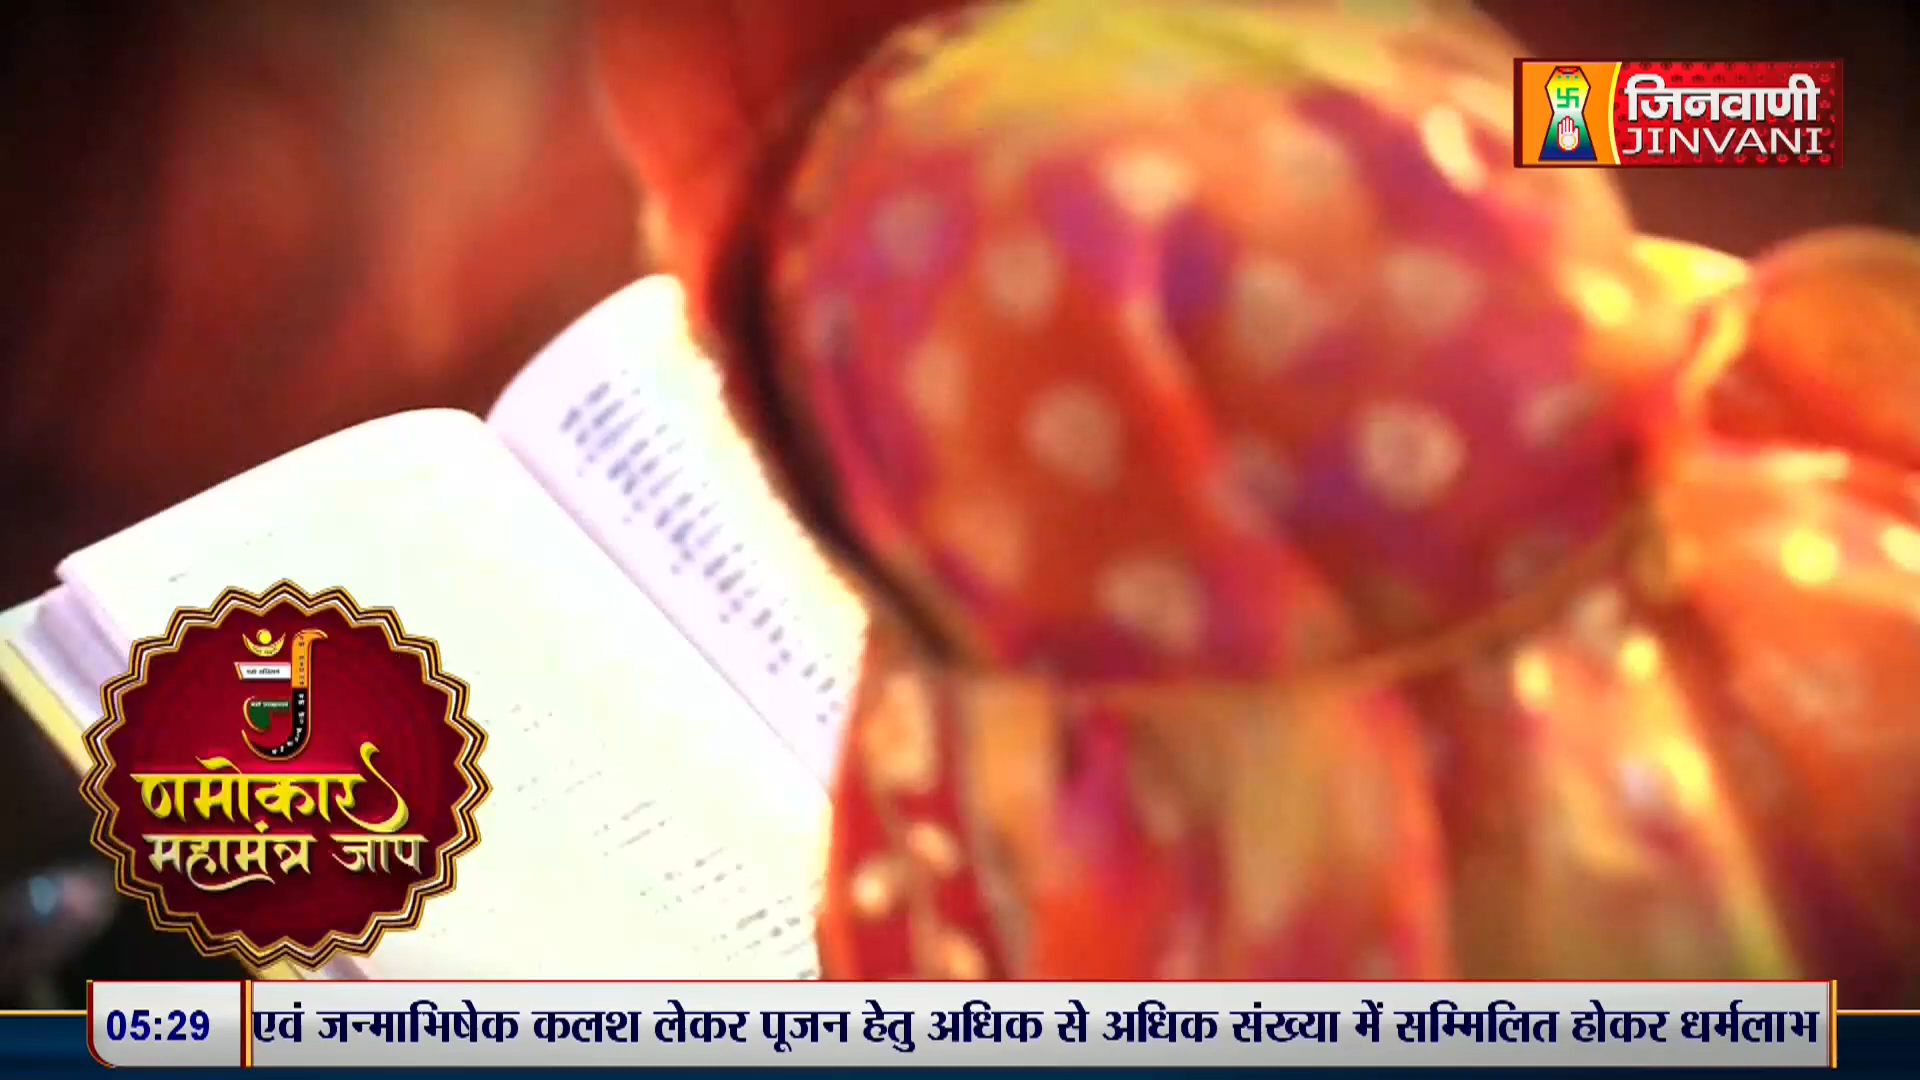 जिनवाणी
JINVANI
णमोकार
महामंत्र जाप
05:29
एवं जन्माभिषेक कलश लेकर पूजन हेतु अधिक से अधिक संख्या में सम्मिलित होकर धर्मलाभ